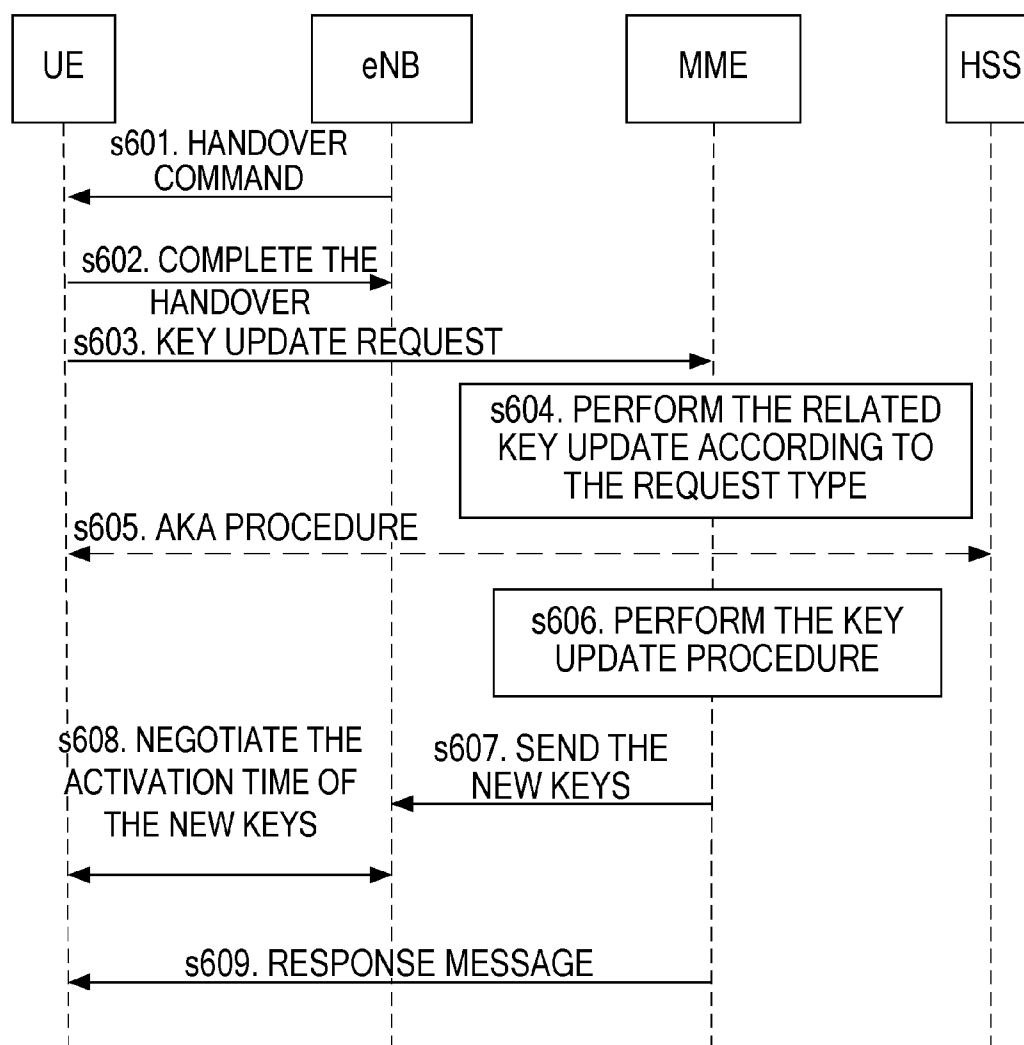 UE
eNB
MME
HSS
s601. HANDOVER
COMMAND
s602. COMPLETE THE
HANDOVER
s603. KEY UPDATE REQUEST
s604. PERFORM THE RELATED
KEY UPDATE ACCORDING TO
THE REQUEST TYPE
s605. AKA PROCEDURE
s606. PERFORM THE KEY
UPDATE PROCEDURE
s608. NEGOTIATE THE
ACTIVATION TIME OF
THE NEW KEYS
s607. SEND THE
NEW KEYS
s609. RESPONSE MESSAGE